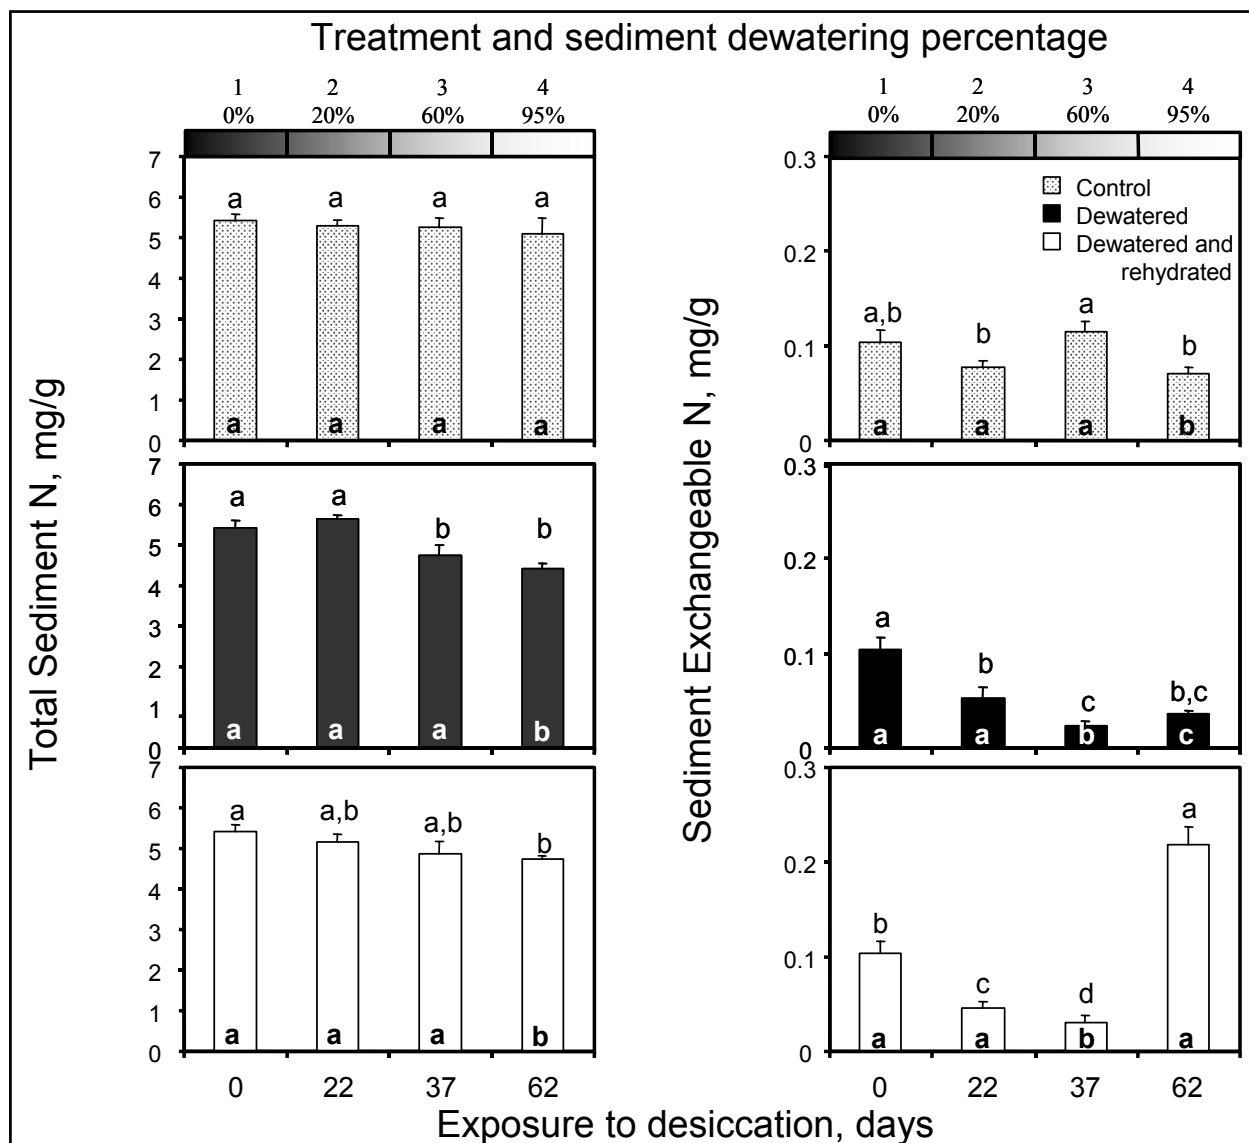 Treatment and sediment dewatering percentage
1 2 3 4
0% 20% 60% 95%
1 2 3 4
0% 20% 60% 95%
Total Sediment N, mg/g
7
6
5
4
3
2
1
0
a a a a
a a a a
7
6
5
4
3
2
1
0
a a b b
a a a b
7
6
5
4
3
2
1
0
a a,b a,b b
a a a b
0 22 37 62
Sediment Exchangeable N, mg/g
0.3
0.2
0.1
0
Control
Dewatered
Dewatered and
rehydrated
a,b b a b
a a a b
0.3
0.2
0.1
0
a b c b,c
a a b c
0.3
0.2
0.1
0
b c d a
a a b a
0 22 37 62
Exposure to desiccation, days